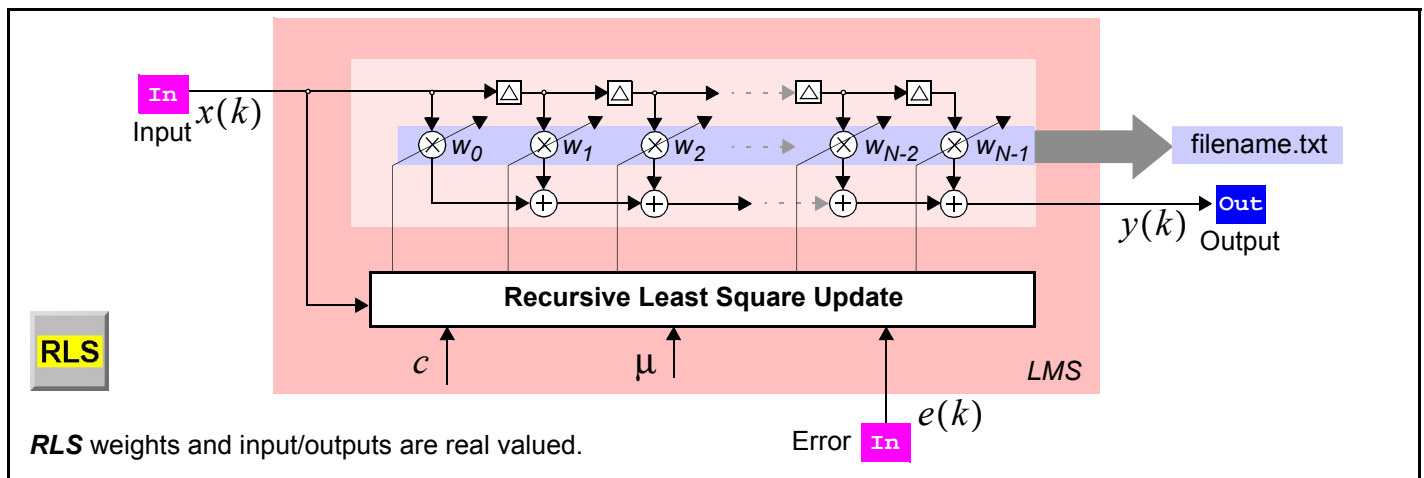 In
Input
x(k)
w0 w1 w2 wN-2 wN-1
filename.txt
Out
Output
y(k)
Recursive Least Square Update
RLS
c
μ
LMS
e(k)
Error In
RLS weights and input/outputs are real valued.